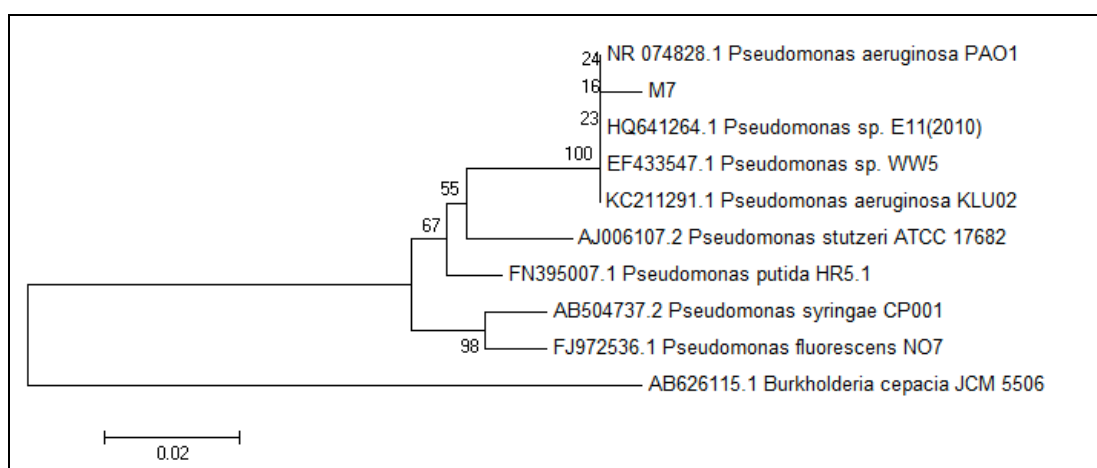 24
NR 074828.1 Pseudomonas aeruginosa PAO1
16
M7
23
HQ641264.1 Pseudomonas sp. E11(2010)
100
EF433547.1 Pseudomonas sp. WW5
KC211291.1 Pseudomonas aeruginosa KLU02
55
67
AJ006107.2 Pseudomonas stutzeri ATCC 17682
FN395007.1 Pseudomonas putida HR5.1
AB504737.2 Pseudomonas syringae CP001
98
FJ972536.1 Pseudomonas fluorescens NO7
AB626115.1 Burkholderia cepacia JCM 5506
0.02